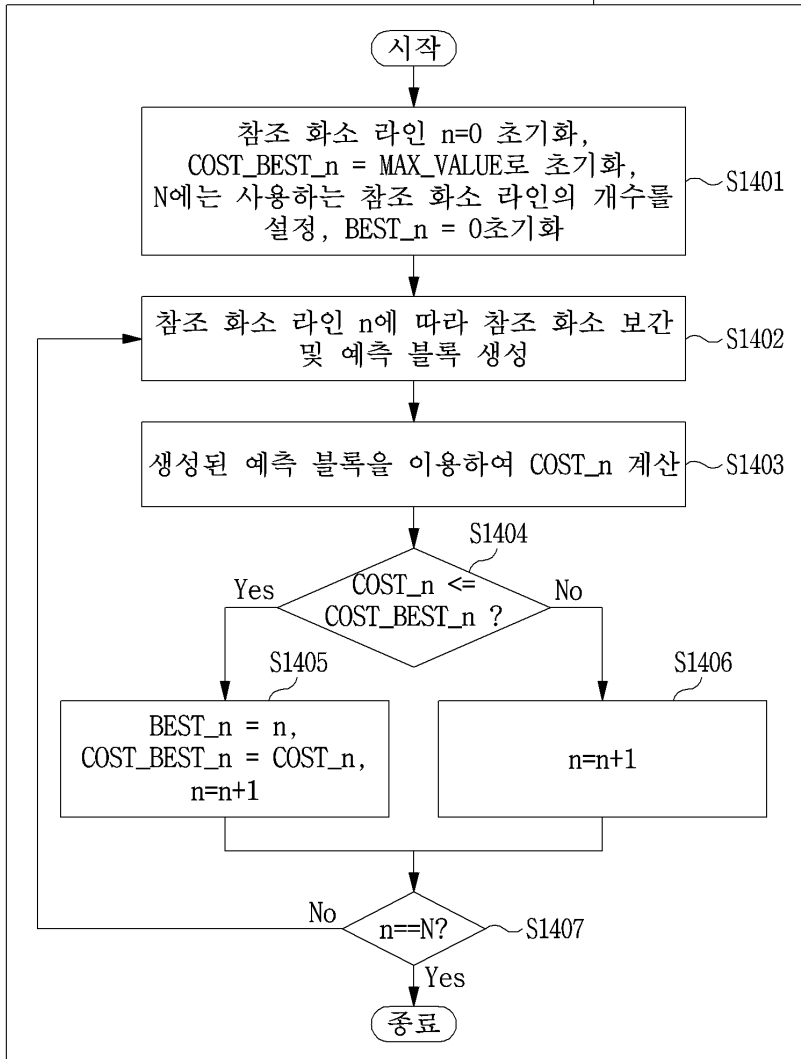 시작
참조 화소 라인 n=0 초기화,
COST_BEST_n = MAX_VALUE로 초기화,
N에는 사용하는 참조 화소 라인의 개수를
설정, BEST_n = 0초기화
S1401
참조 화소 라인 n에 따라 참조 화소 보간
및 예측 블록 생성
S1402
생성된 예측 블록을 이용하여 COST_n 계산
S1403
S1404
COST_n <=
COST_BEST_n ?
Yes
No
S1405
BEST_n = n,
COST_BEST_n = COST_n,
n=n+1
S1406
n=n+1
No
n==N?
S1407
Yes
종료